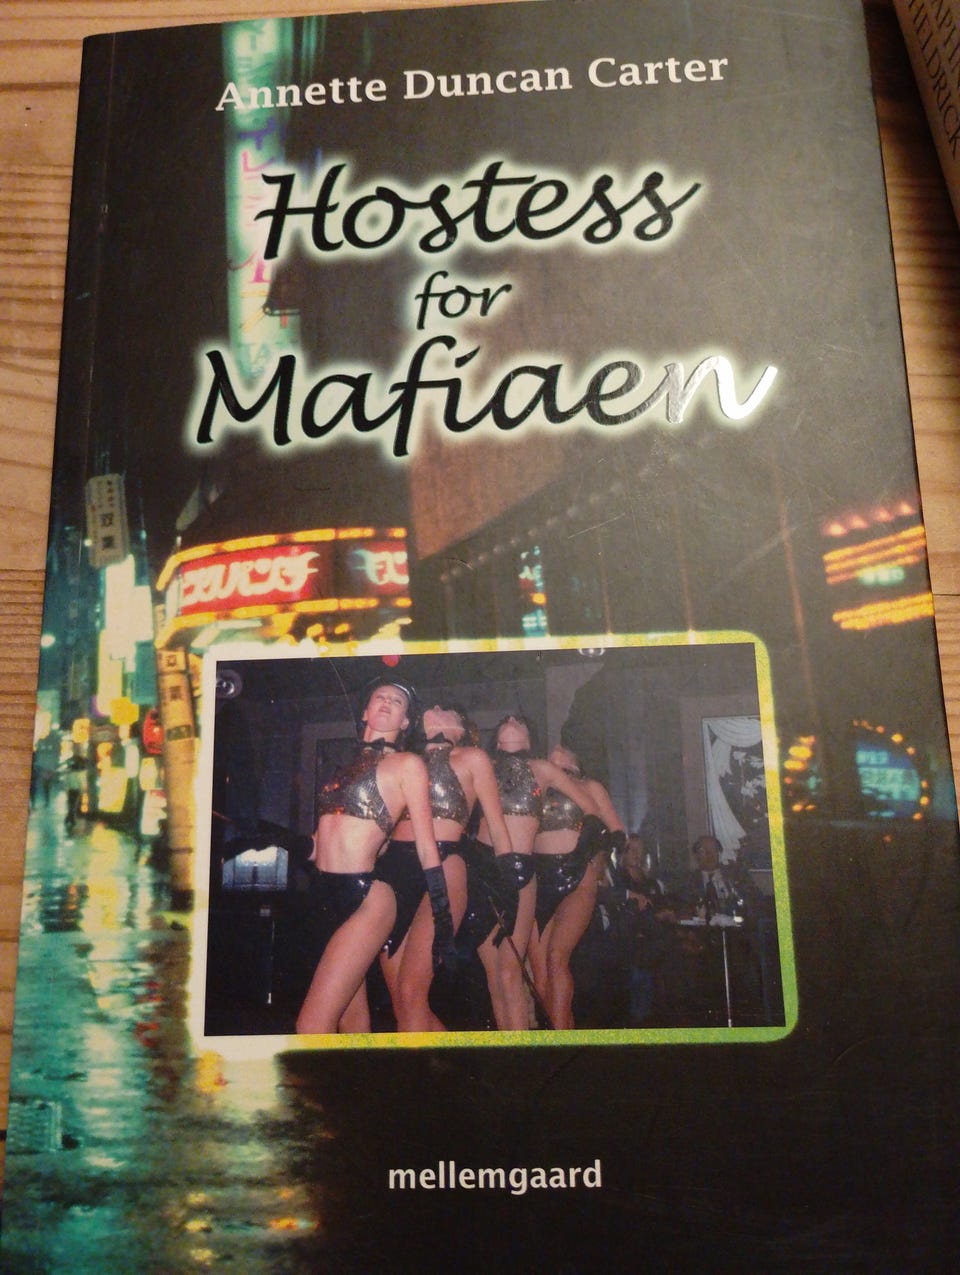 Annette Duncan Carter
Hostess
for
Mafiaen
mellemgaard